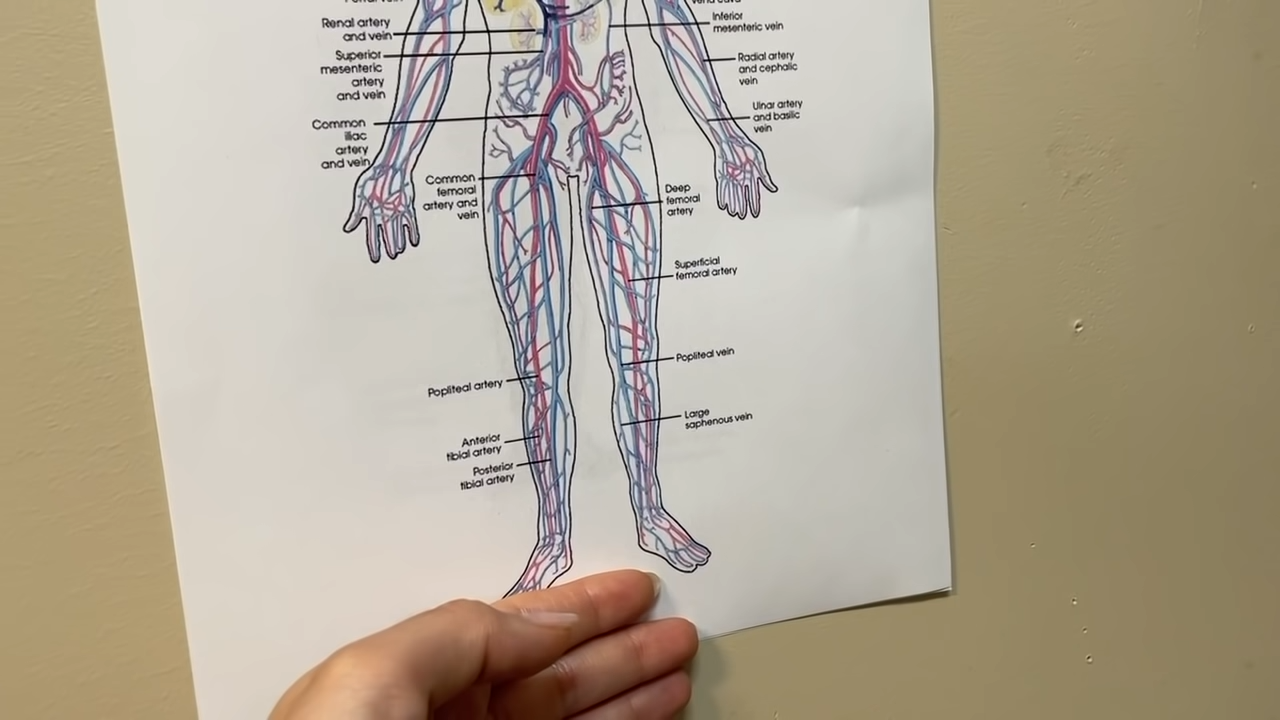 Renal artery
and vein
Superior
mesenteric
artery
and vein
Common
iliac
artery
and vein
Common
femoral
artery and
vein
Popliteal artery
Anterior
tibial artery
Posterior
tibial artery
Inferior
mesenteric vein
Radial artery
and cephalic
vein
Ulnar artery
and basilic
vein
Deep
femoral
artery
Superficial
femoral artery
Popliteal vein
Large
saphenous vein